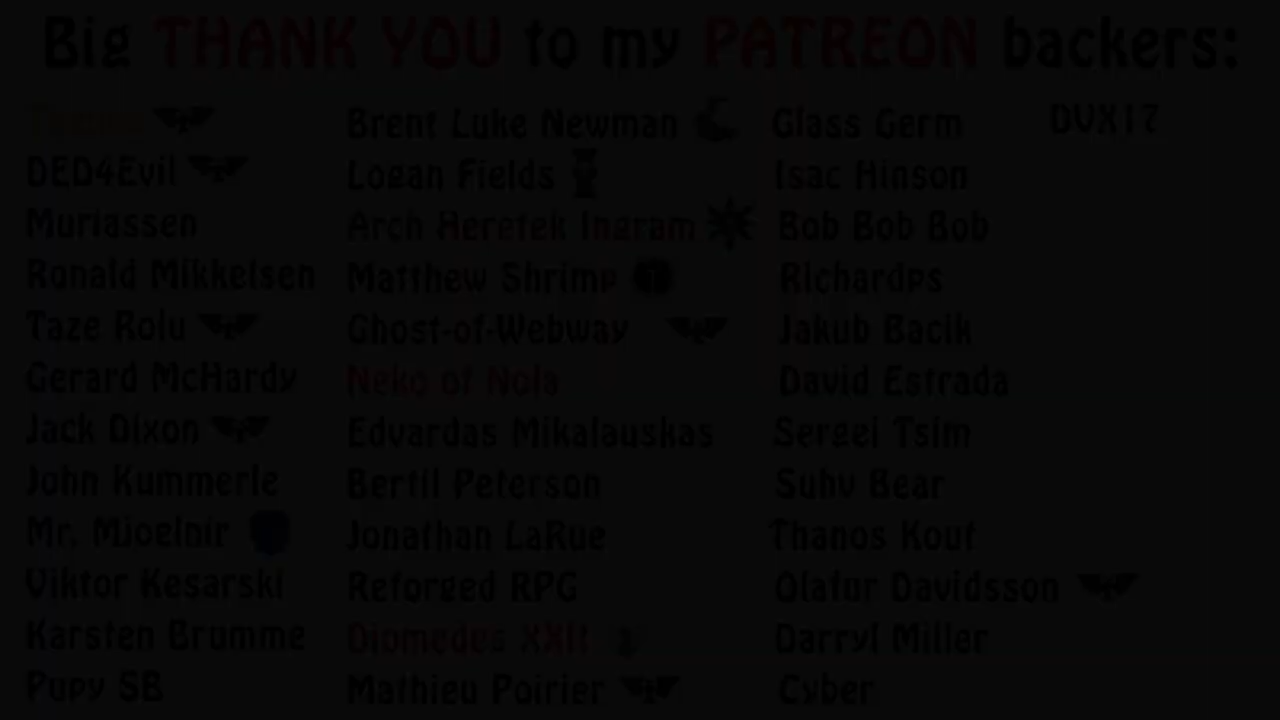 Big THANK YOU to my PATREON backers:
DED4Evil
Murtassen
Ronald Mikkelsen
Taze Rolu
Gerard McHardy
Jack Dixon
John Kummerle
Mr. Mjoelnir
Viktor Kesarski
Karsten Brumme
Pupy SB
Brent Luke Newman
Logan Fields
Arch Heretek Ingram
Matthew Shrimp
Ghost-of-Webway
Neko of Nola
Edvardas Mikalauskas
Bertil Peterson
Jonathan LaRue
Reforged RPG
Diomedes XXII
Mathieu Poirier
Glass Germ
Isac Hinson
Bob Bob Bob
Richardps
Jakub Bacik
David Estrada
Sergei Tsim
Suhy Bear
Thanos Kout
Olafur Davidsson
Darryl Miller
Cyber
DVX17